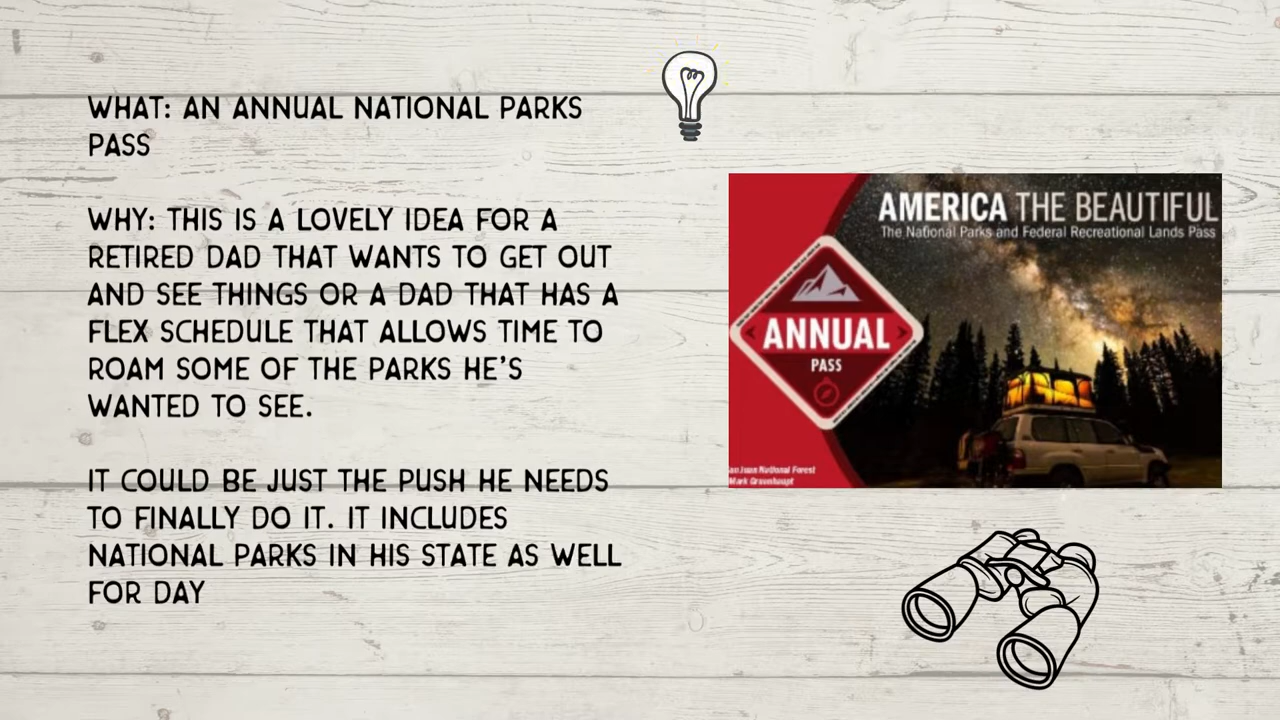 WHAT: AN ANNUAL NATIONAL PARKS
PASS
WHY: THIS IS A LOVELY IDEA FOR A
RETIRED DAD THAT WANTS TO GET OUT
AND SEE THINGS OR A DAD THAT HAS A
FLEX SCHEDULE THAT ALLOWS TIME TO
ROAM SOME OF THE PARKS HE'S
WANTED TO SEE.
IT COULD BE JUST THE PUSH HE NEEDS
TO FINALLY DO IT. IT INCLUDES
NATIONAL PARKS IN HIS STATE AS WELL
FOR DAY
AMERICA THE BEAUTIFUL
The National Parks and Federal Recreational Lands Pass
ANNUAL
PASS
Juan National Forest
Mark